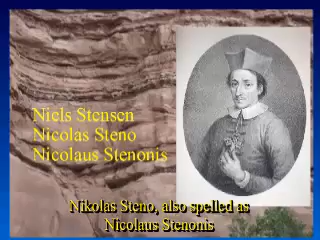 Niels Stensen
Nicolas Steno
Nicolaus Stenonis
Nikolas Steno, also spelled as
Nicolaus Stenonis